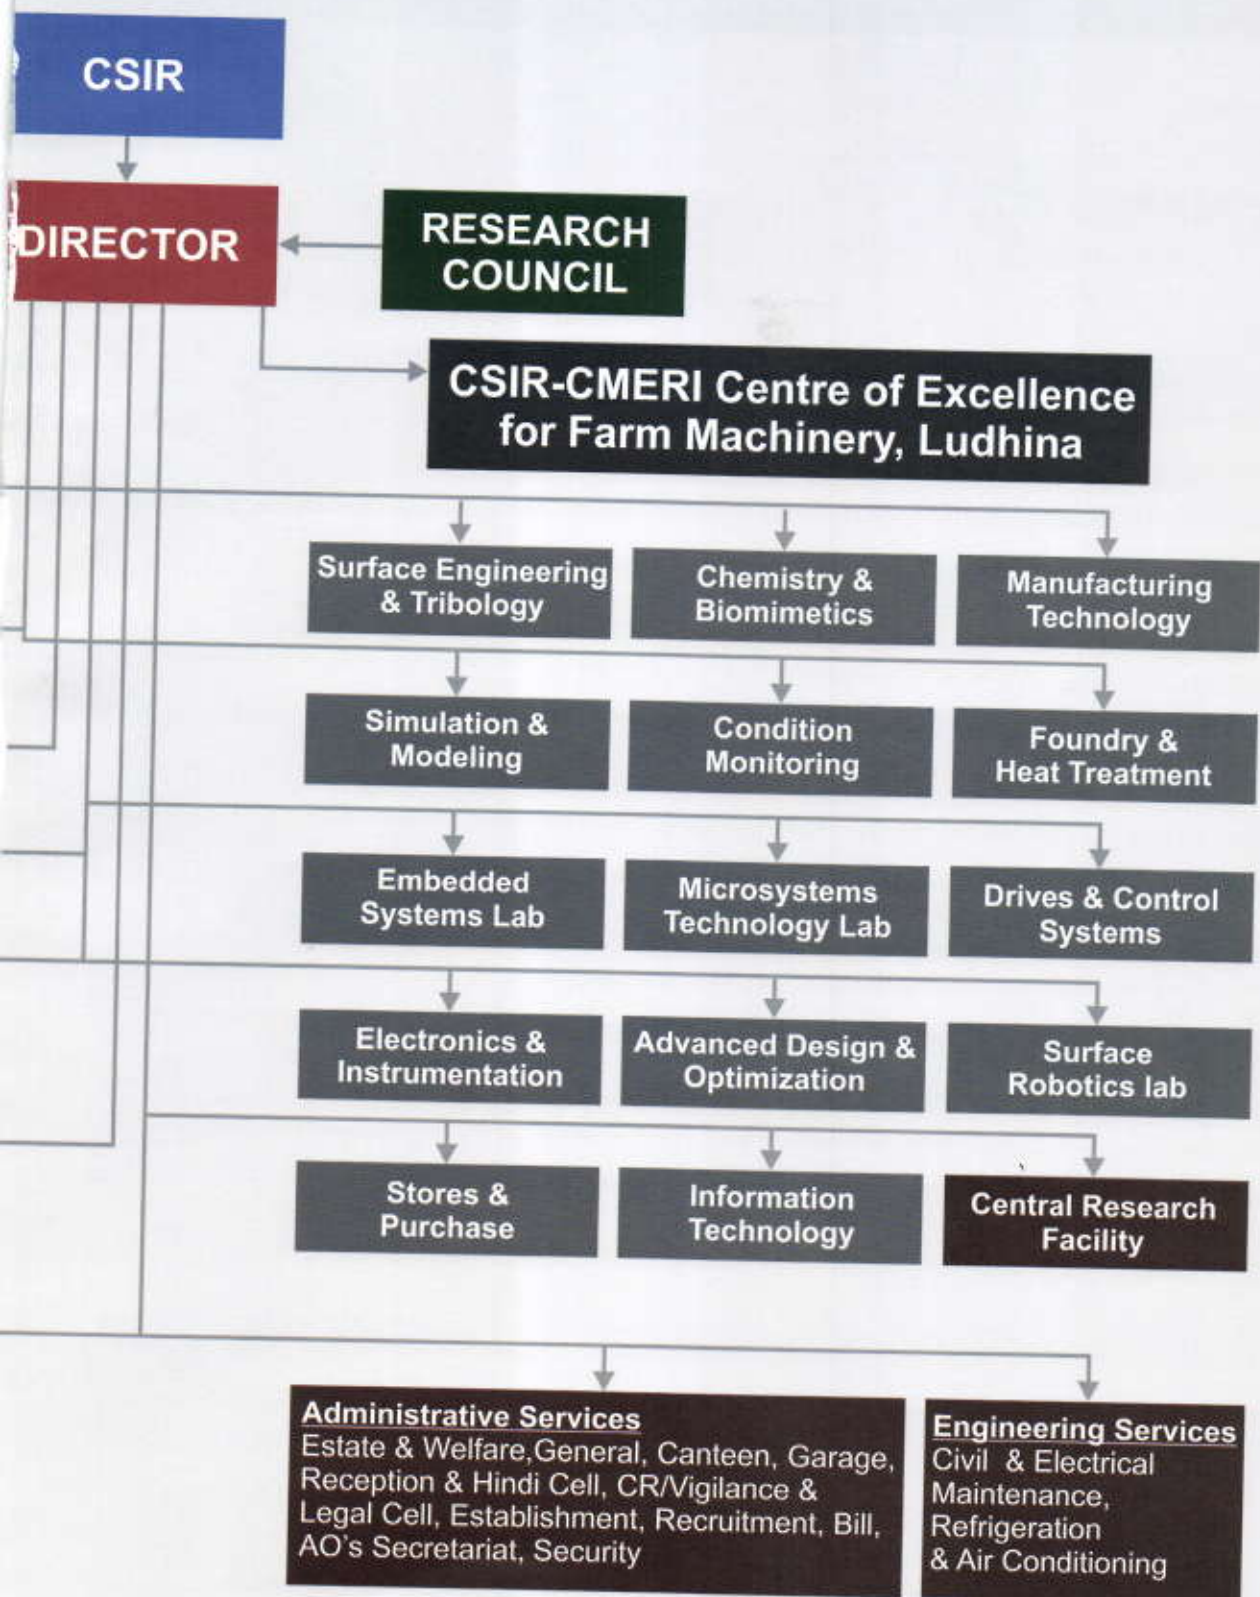 CSIR
DIRECTOR
RESEARCH
COUNCIL
CSIR-CMERI Centre of Excellence
for Farm Machinery, Ludhina
Surface Engineering
& Tribology
Chemistry &
Biomimetics
Manufacturing
Technology
Simulation &
Modeling
Condition
Monitoring
Foundry &
Heat Treatment
Embedded
Systems Lab
Microsystems
Technology Lab
Drives & Control
Systems
Electronics &
Instrumentation
Advanced Design &
Optimization
Surface
Robotics lab
Stores &
Purchase
Information
Technology
Central Research
Facility
Administrative Services
Estate & Welfare,General, Canteen, Garage,
Reception & Hindi Cell, CR/Vigilance &
Legal Cell, Establishment, Recruitment, Bill,
AO's Secretariat, Security
Engineering Services
Civil & Electrical
Maintenance,
Refrigeration
& Air Conditioning